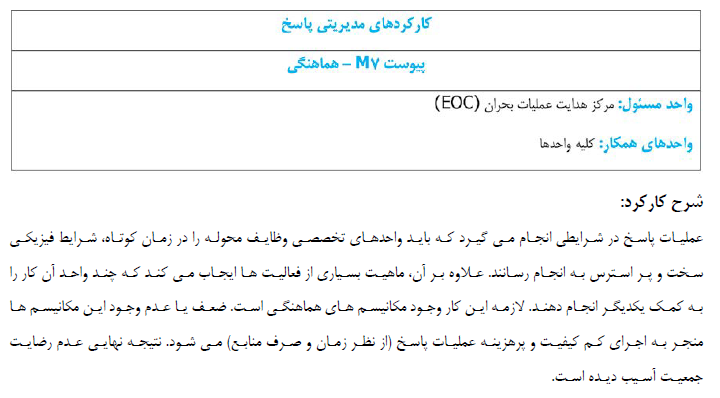 کارکردهای مدیریتی پاسخ
پیوست M۷ – هماهنگی
واحد مسئول: مرکز هدایت عملیات بحران (EOC)
واحدهای همکار: کلیه واحدها
شرح کارکرد:
عملیات پاسخ در شرایطی انجام می گیرد که باید واحدهای تخصصی وظایف محوله را در زمان کوتاه، شرایط فیزیکی
سخت و پر استرس به انجام رسانند. علاوه بر آن، ماهیت بسیاری از فعالیت ها ایجاب می کند که چند واحد آن کار را
به کمک یکدیگر انجام دهند. لازمه این کار وجود مکانیسم های هماهنگی است. ضعف یا عدم وجود این مکانیسم ها
منجر به اجرای کم کیفیت و پرهزینه عملیات پاسخ (از نظر زمان و صرف منابع) می شود. نتیجه نهایی عدم رضایت
جمعیت آسیب دیده است.